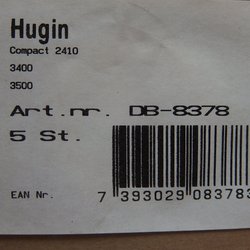 Hugin
Compact 2410
3400
3500
Art.nr. DB-8378
5 St.
EAN Nr.
7 393029 083783